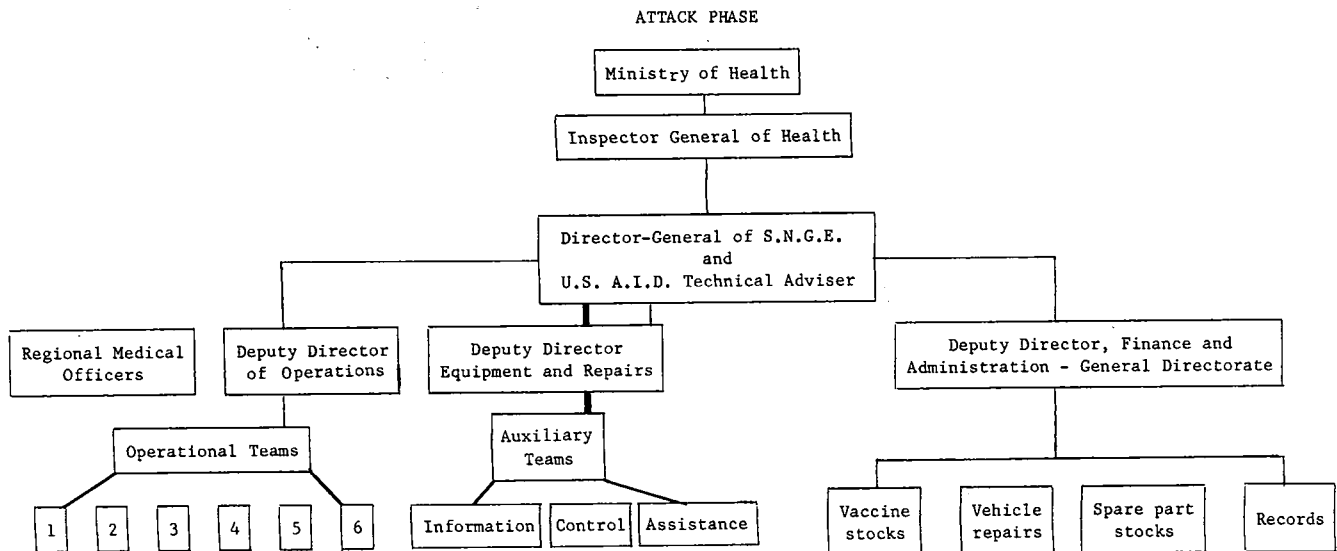 ATTACK PHASE
Ministry of Health
Inspector General of Health
Director-General of S.N.G.E.
and
U.S. A.I.D. Technical Adviser
Regional Medical
Officers
Deputy Director
of Operations
Deputy Director
Equipment and Repairs
Deputy Director, Finance and
Administration - General Directorate
Operational Teams
Auxiliary
Teams
1
2
3
4
5
6
Information
Control
Assistance
Vaccine
stocks
Vehicle
repairs
Spare part
stocks
Records